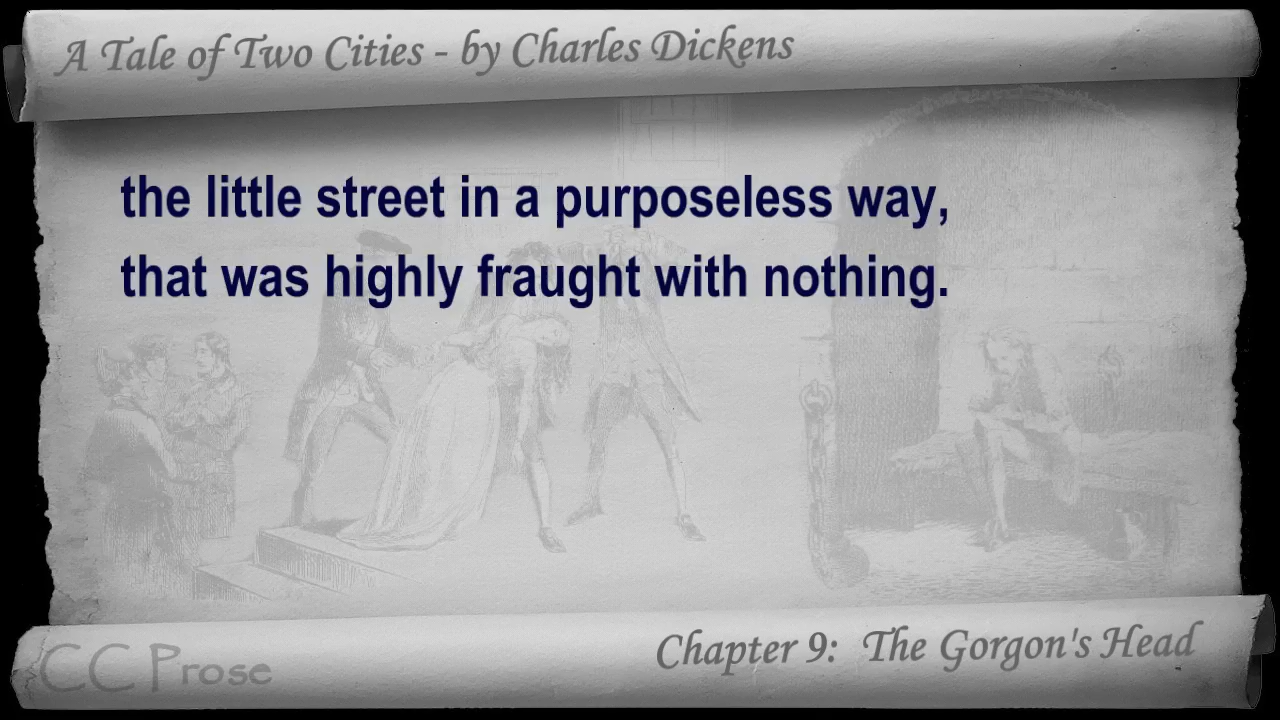 A Tale of Two Cities - by Charles Dickens
the little street in a purposeless way,
that was highly fraught with nothing.
CC Prose
Chapter 9: The Gorgon's Head